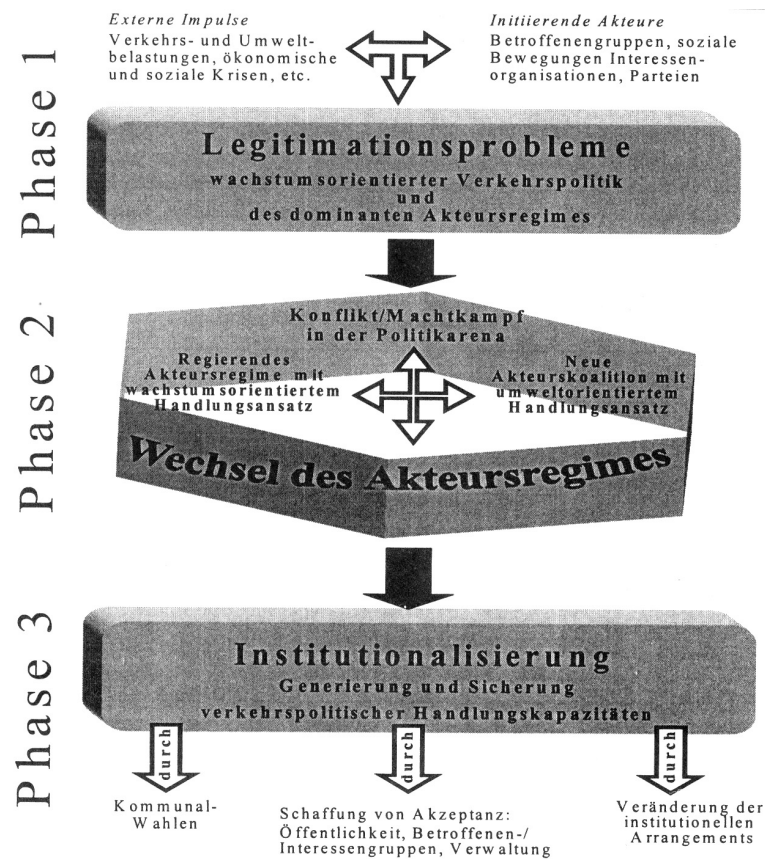 Phase 1
Externe Impulse
Verkehrs- und Umwelt-
belastungen, ökonomische
und soziale Krisen, etc.
Initiierende Akteure
Betroffenengruppen, soziale
Bewegungen Interessen-
organisationen, Parteien
Legitimationsprobleme
wachstumsorientierter Verkehrspolitik
und
des dominanten Akteursregimes
Phase 2
Konflikt/Machtkampf
in der Politikarena
Regierendes
Akteursregime mit
wachstumsorientiertem
Handlungsansatz
Neue
Akteurskoalition mit
umweltorientiertem
Handlungsansatz
Wechsel des Akteursregimes
Phase 3
Institutionalisierung
Generierung und Sicherung
verkehrspolitischer Handlungskapazitäten
durch
durch
durch
Kommunal-
Wahlen
Schaffung von Akzeptanz:
Öffentlichkeit, Betroffenen-/
Interessengruppen, Verwaltung
Veränderung der
institutionellen
Arrangements